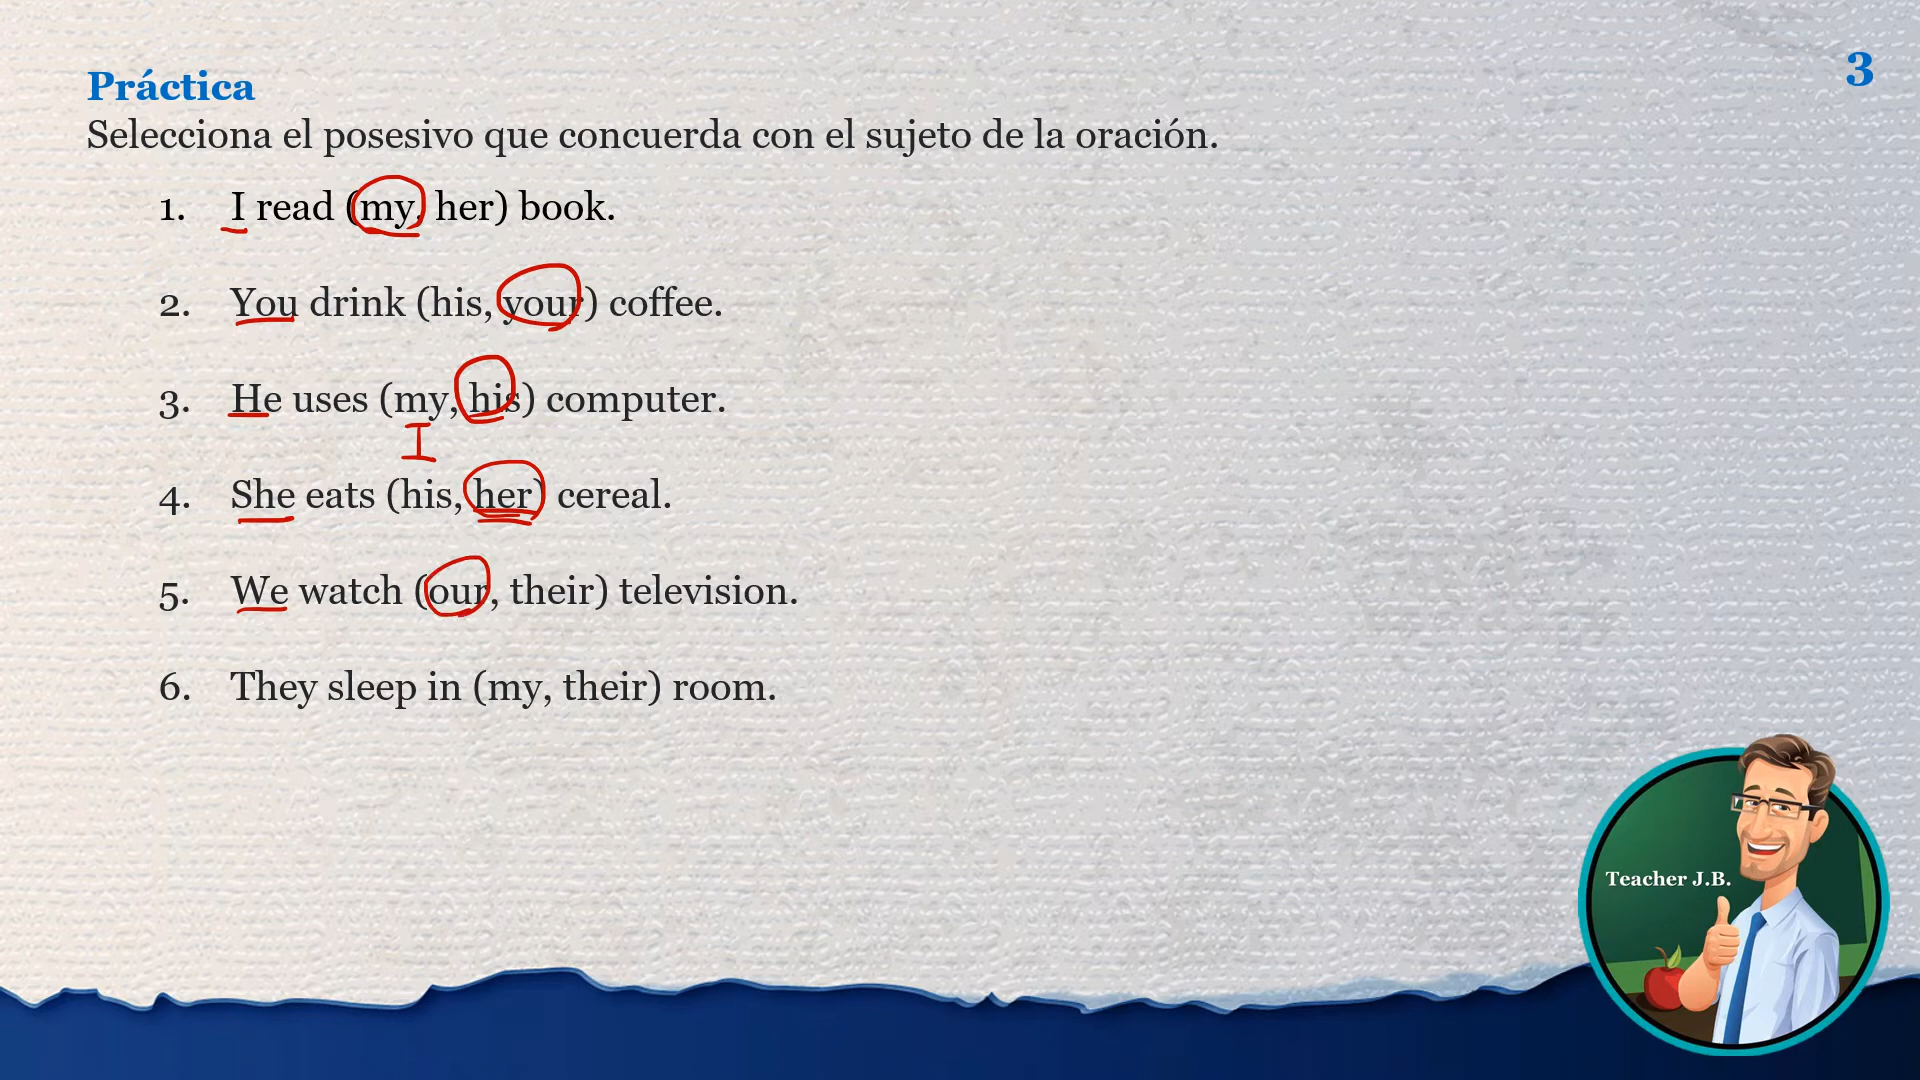 3
Práctica
Selecciona el posesivo que concuerda con el sujeto de la oración.
1. I read (my, her) book.
2. You drink (his, your) coffee.
3. He uses (my, his) computer.
I
4. She eats (his, her) cereal.
5. We watch (our, their) television.
6. They sleep in (my, their) room.
Teacher J.B.